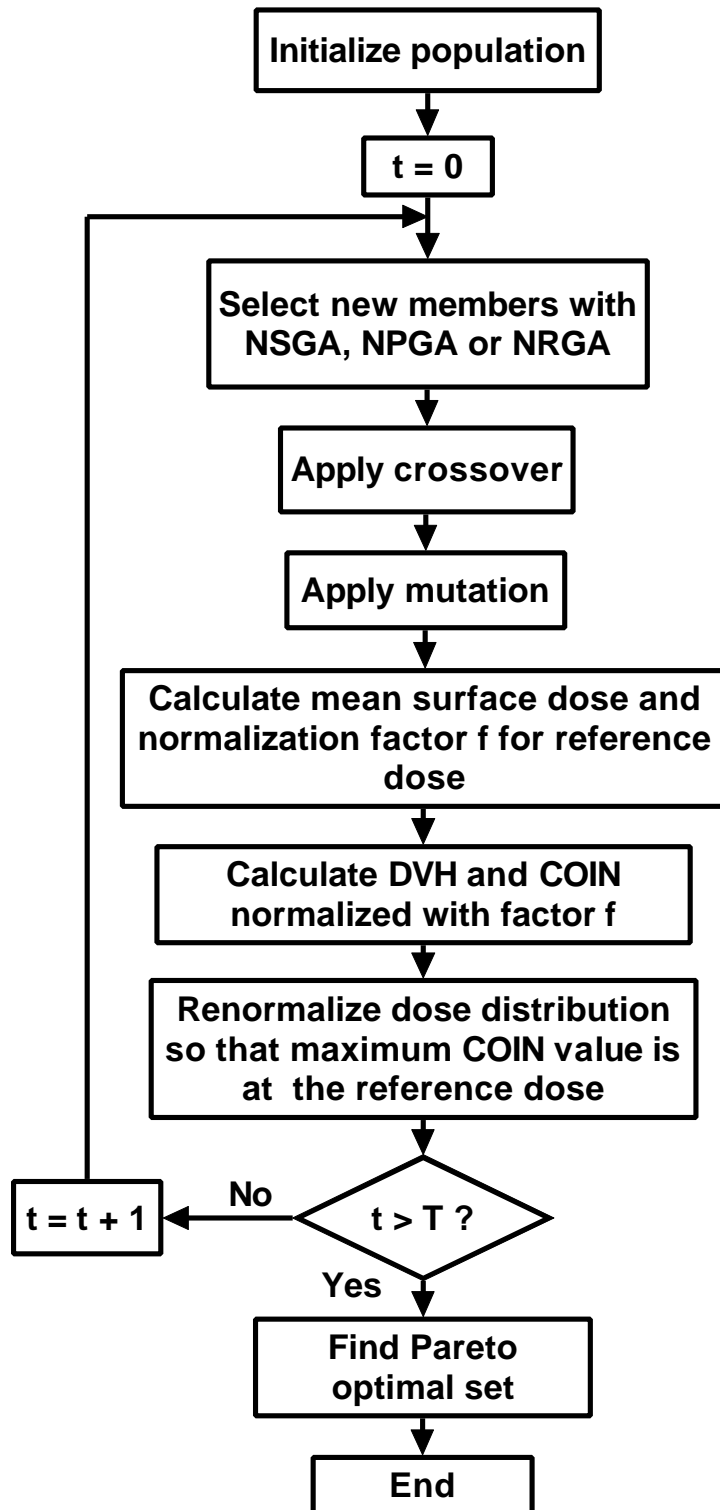 Initialize population
t = 0
Select new members with
NSGA, NPGA or NRGA
Apply crossover
Apply mutation
Calculate mean surface dose and
normalization factor f for reference
dose
Calculate DVH and COIN
normalized with factor f
Renormalize dose distribution
so that maximum COIN value is
at the reference dose
No
t = t + 1
t > T ?
Yes
Find Pareto
optimal set
End